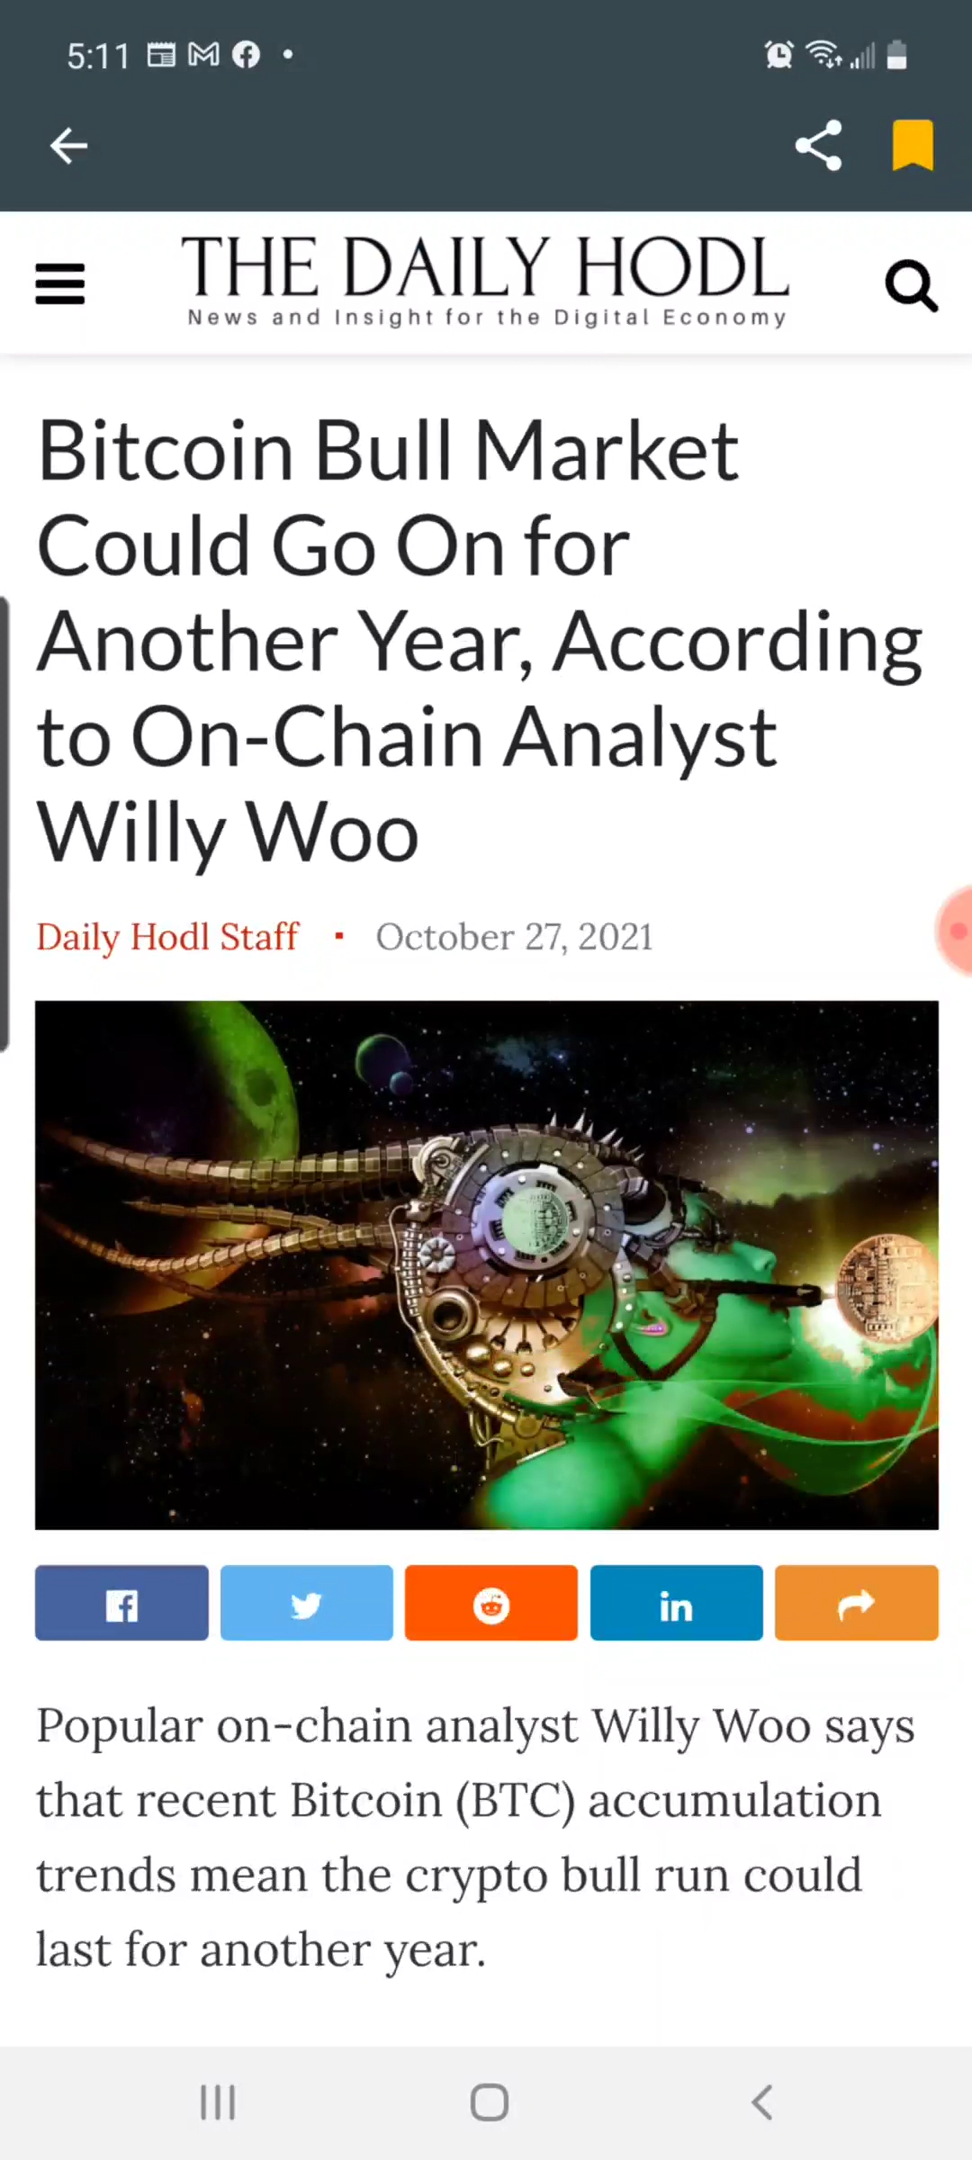 5:11
THE DAILY HODL
News and Insight for the Digital Economy
Bitcoin Bull Market
Could Go On for
Another Year, According
to On-Chain Analyst
Willy Woo
Daily Hodl Staff · October 27, 2021
Popular on-chain analyst Willy Woo says
that recent Bitcoin (BTC) accumulation
trends mean the crypto bull run could
last for another year.